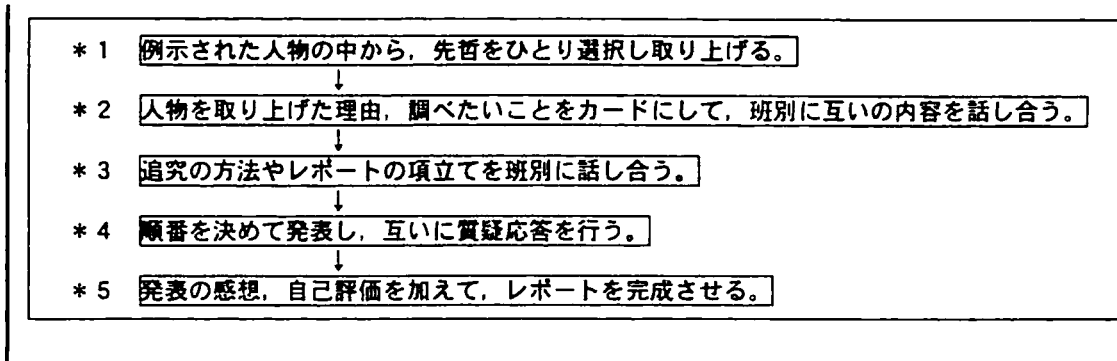 *1 例示された人物の中から，先哲をひとり選択し取り上げる。
↓
*2 人物を取り上げた理由，調べたいことをカードにして，班別に互いの内容を話し合う。
↓
*3 追究の方法やレポートの項立てを班別に話し合う。
↓
*4 順番を決めて発表し，互いに質疑応答を行う。
↓
*5 発表の感想，自己評価を加えて，レポートを完成させる。